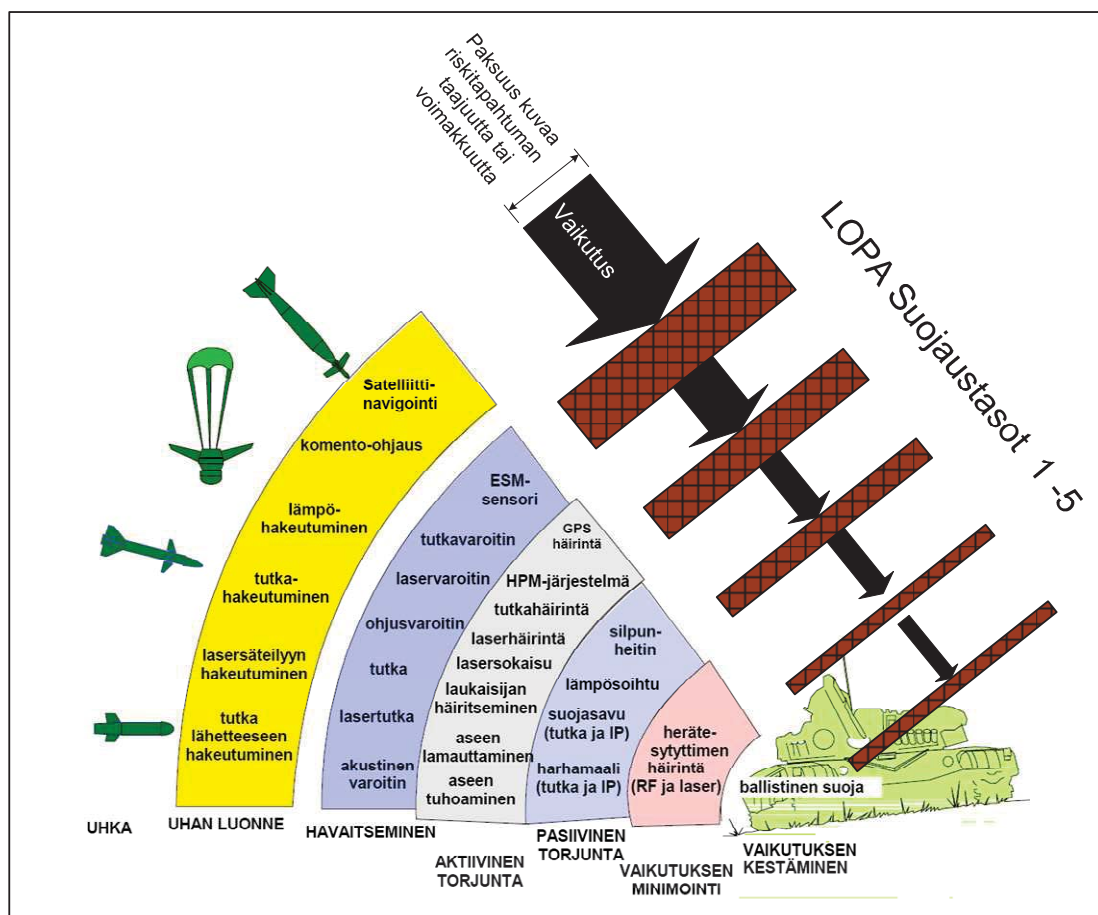 Paksuus kuvaa
riskitapahtuman
taajuutta tai
voimakkuutta
Vaikutus
LOPA Suojaustasot 1 -5
Satelliitti-
navigointi
komento-ohjaus
lämpö-
hakeutuminen
tutka-
hakeutuminen
lasersäteilyyn
hakeutuminen
tutka
lähetteeseen
hakeutuminen
ESM-
sensori
tutkavaroitin
laservaroitin
ohjusvaroitin
tutka
lasertutka
akustinen
varoitin
GPS
häirintä
HPM-järjestelmä
tutkahäirintä
laserhäirintä
lasersokaisu
laukaisijan
häiritseminen
aseen
lamauttaminen
aseen
tuhoaminen
silpun-
heitin
lämpösoihtu
suojasavu
(tutka ja IP)
harhamaali
(tutka ja IP)
heräte-
sytyttimen
häirintä
(RF ja laser)
ballistinen suoja
UHKA
UHAN LUONNE
HAVAITSEMINEN
AKTIIVINEN
TORJUNTA
PASIIVINEN
TORJUNTA
VAIKUTUKSEN
MINIMOINTI
VAIKUTUKSEN
KESTÄMINEN